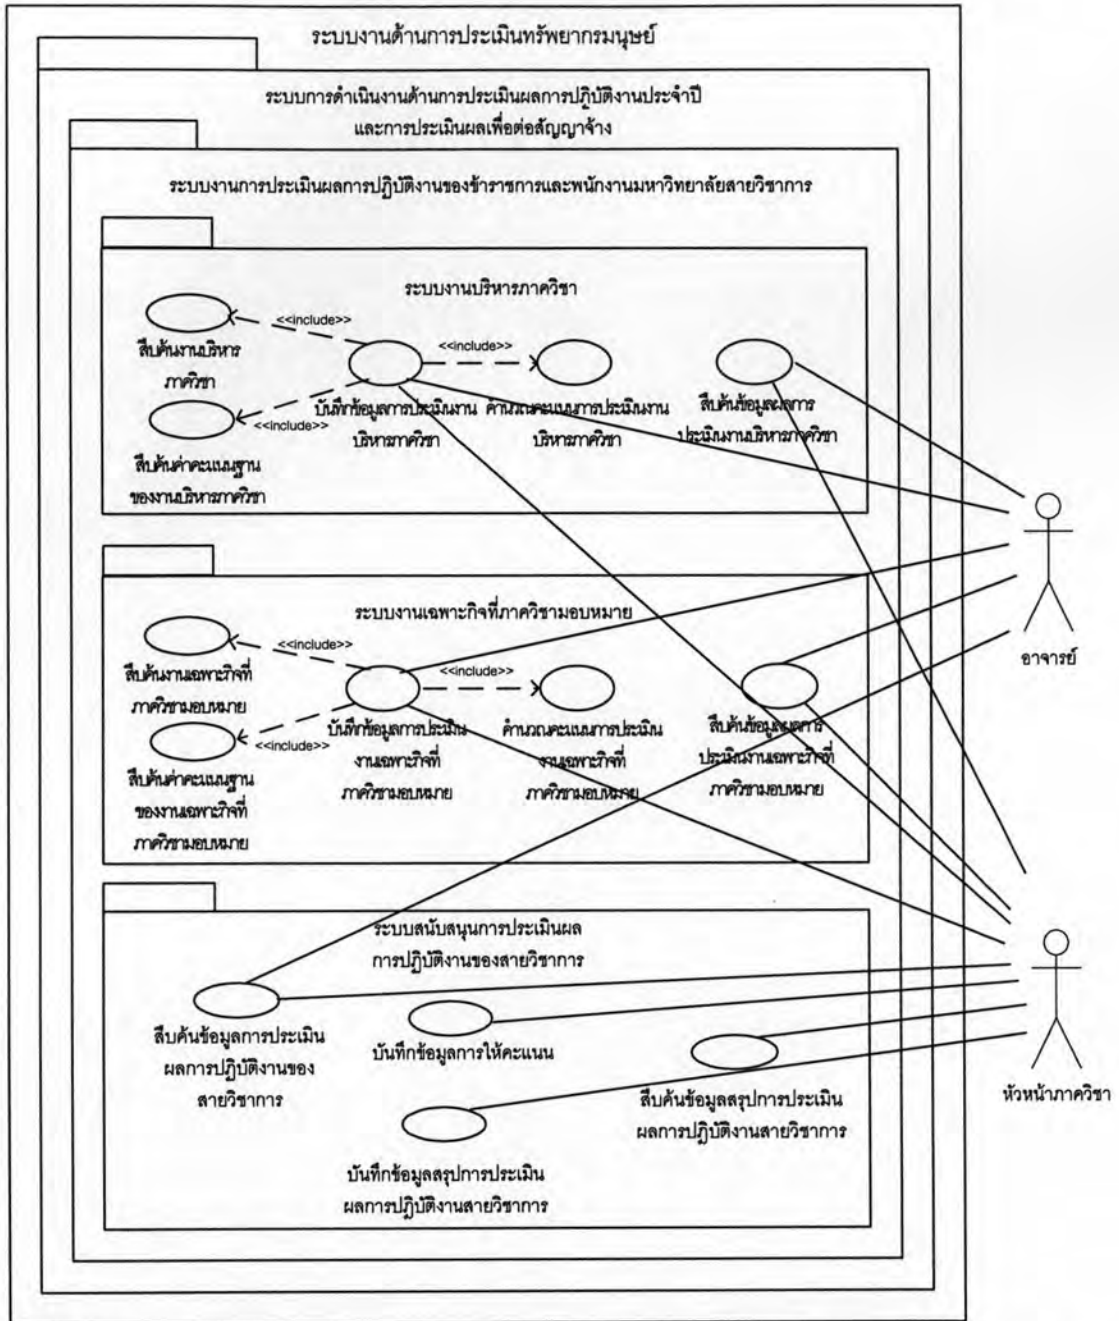 ระบบงานด้านการประเมินทรัพยากรมนุษย์
ระบบการดำเนินงานด้านการประเมินผลการปฏิบัติงานประจำปี
และการประเมินผลเพื่อต่อสัญญาจ้าง
ระบบงานการประเมินผลการปฏิบัติงานของข้าราชการและพนักงานมหาวิทยาลัยสายวิชาการ
ระบบงานบริหารภาควิชา
<<include>>
<<include>>
<<include>>
สืบค้นงานบริหาร
ภาควิชา
สืบค้นค่าคะแนนฐาน
ของงานบริหารภาควิชา
บันทึกข้อมูลการประเมินงาน
บริหารภาควิชา
คำนวณคะแนนการประเมินงาน
บริหารภาควิชา
สืบค้นข้อมูลผลการ
ประเมินงานบริหารภาควิชา
ระบบงานเฉพาะกิจที่ภาควิชามอบหมาย
<<include>>
<<include>>
<<include>>
สืบค้นงานเฉพาะกิจที่
ภาควิชามอบหมาย
สืบค้นค่าคะแนนฐาน
ของงานเฉพาะกิจที่
ภาควิชามอบหมาย
บันทึกข้อมูลการประเมิน
งานเฉพาะกิจที่
ภาควิชามอบหมาย
คำนวณคะแนนการประเมิน
งานเฉพาะกิจที่
ภาควิชามอบหมาย
สืบค้นข้อมูลผลการ
ประเมินงานเฉพาะกิจที่
ภาควิชามอบหมาย
อาจารย์
ระบบสนับสนุนการประเมินผล
การปฏิบัติงานของสายวิชาการ
สืบค้นข้อมูลการประเมิน
ผลการปฏิบัติงานของ
สายวิชาการ
บันทึกข้อมูลการให้คะแนน
สืบค้นข้อมูลสรุปการประเมิน
ผลการปฏิบัติงานสายวิชาการ
บันทึกข้อมูลสรุปการประเมิน
ผลการปฏิบัติงานสายวิชาการ
หัวหน้าภาควิชา